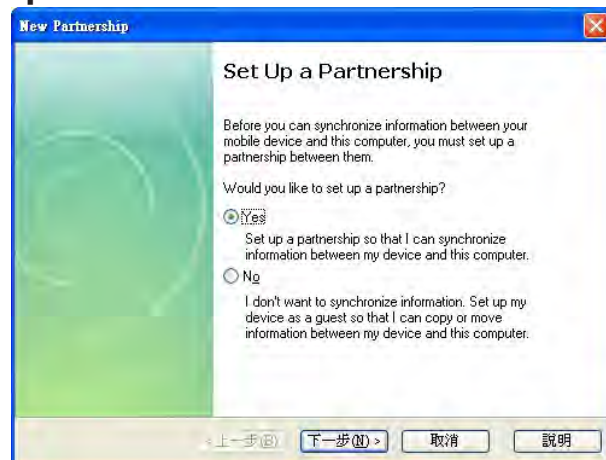 New Partnership
Set Up a Partnership
Before you can synchronize information between your
mobile device and this computer, you must set up a
partnership between them.
Would you like to set up a partnership?
Yes
Set up a partnership so that I can synchronize
information between my device and this computer.
No
I don't want to synchronize information. Set up my
device as a guest so that I can copy or move
information between my device and this computer.
<上一步(B) 下一步(N) > 取消 說明